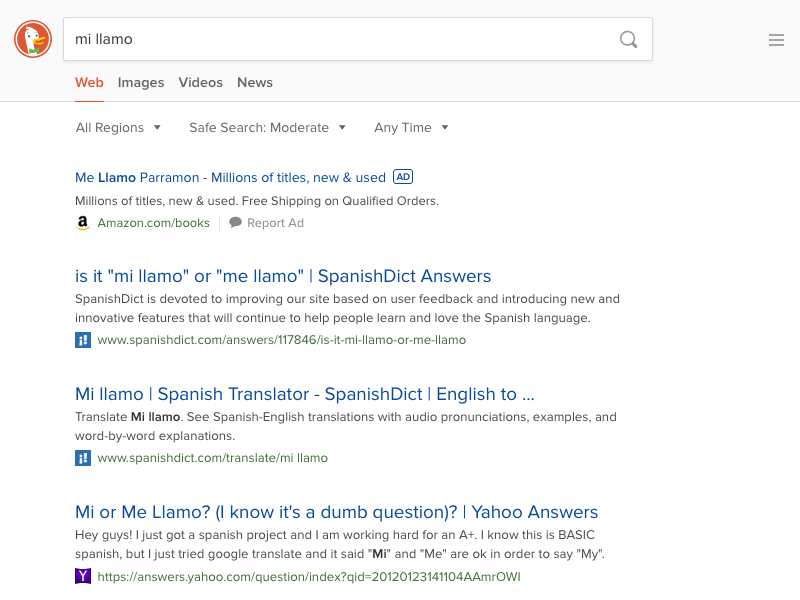 mi llamo
Web Images Videos News
All Regions Safe Search: Moderate Any Time
Me Llamo Parramon - Millions of titles, new & used AD
Millions of titles, new & used. Free Shipping on Qualified Orders.
a Amazon.com/books Report Ad
is it "mi llamo" or "me llamo" | SpanishDict Answers
SpanishDict is devoted to improving our site based on user feedback and introducing new and
innovative features that will continue to help people learn and love the Spanish language.
¡! www.spanishdict.com/answers/117846/is-it-mi-llamo-or-me-llamo
Mi llamo | Spanish Translator - SpanishDict | English to ...
Translate Mi llamo. See Spanish-English translations with audio pronunciations, examples, and
word-by-word explanations.
¡! www.spanishdict.com/translate/mi llamo
Mi or Me Llamo? (I know it's a dumb question)? | Yahoo Answers
Hey guys! I just got a spanish project and I am working hard for an A+. I know this is BASIC
spanish, but I just tried google translate and it said "Mi" and "Me" are ok in order to say "My".
Y https://answers.yahoo.com/question/index?qid=20120123141104AAmrOWI